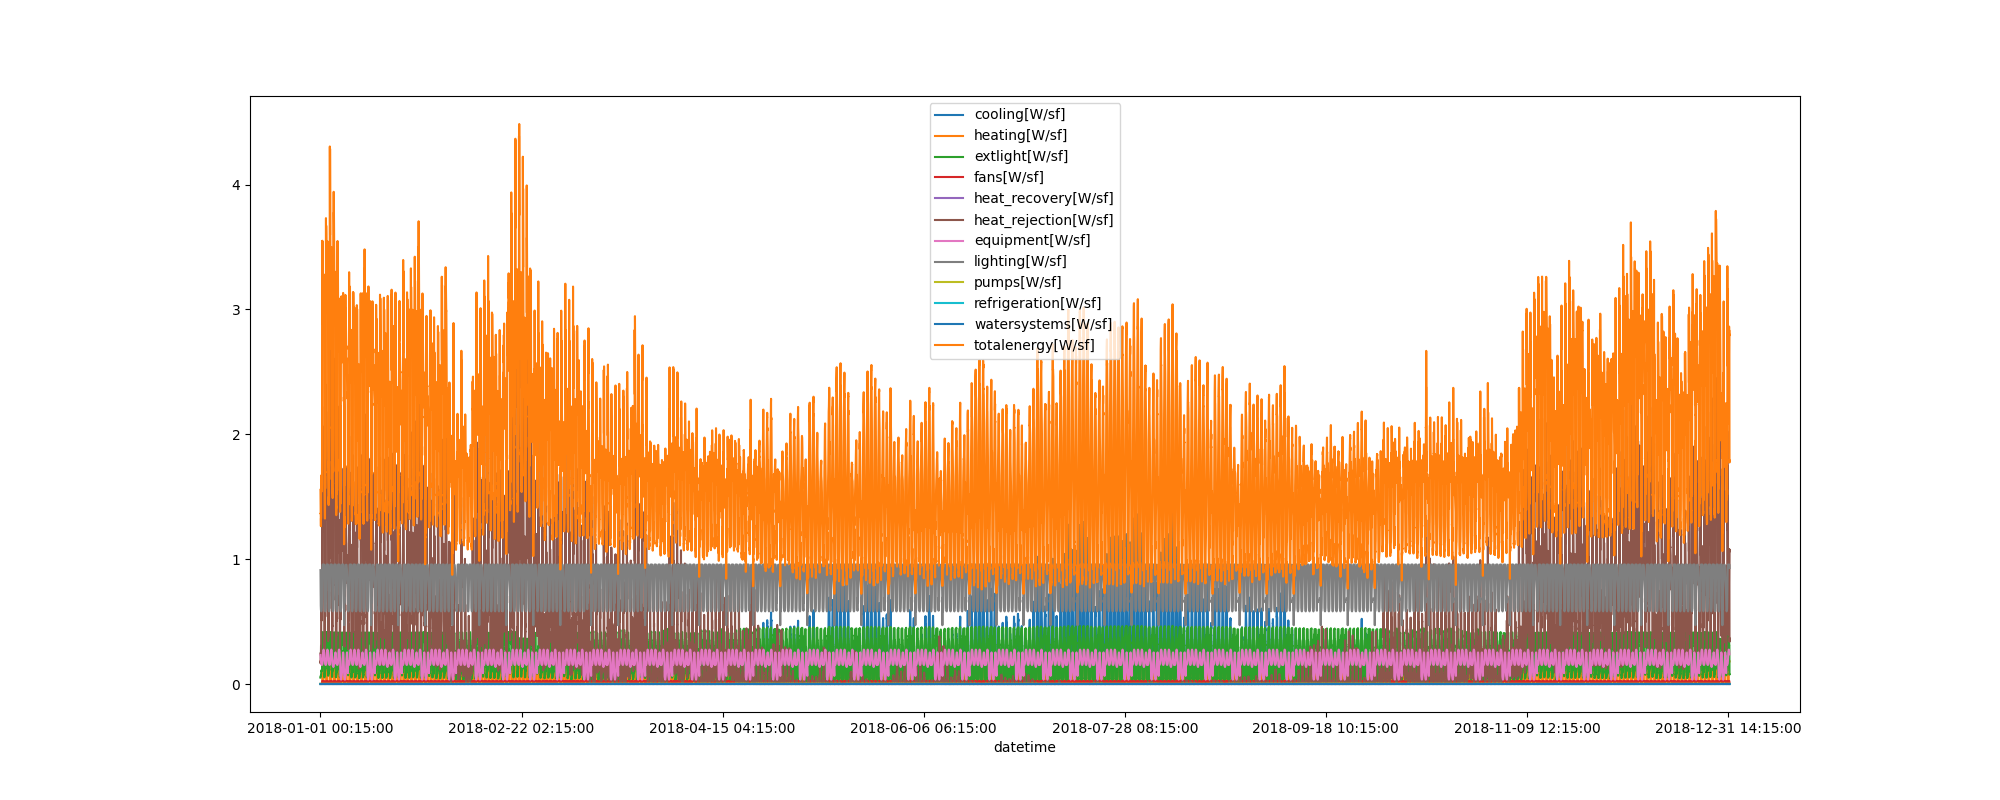 cooling[W/sf]
heating[W/sf]
extlight[W/sf]
fans[W/sf]
heat_recovery[W/sf]
heat_rejection[W/sf]
equipment[W/sf]
lighting[W/sf]
pumps[W/sf]
refrigeration[W/sf]
watersystems[W/sf]
totalenergy[W/sf]
4
3
2
1
0
2018-01-01 00:15:00 2018-02-22 02:15:00 2018-04-15 04:15:00 2018-06-06 06:15:00 2018-07-28 08:15:00 2018-09-18 10:15:00 2018-11-09 12:15:00 2018-12-31 14:15:00
datetime